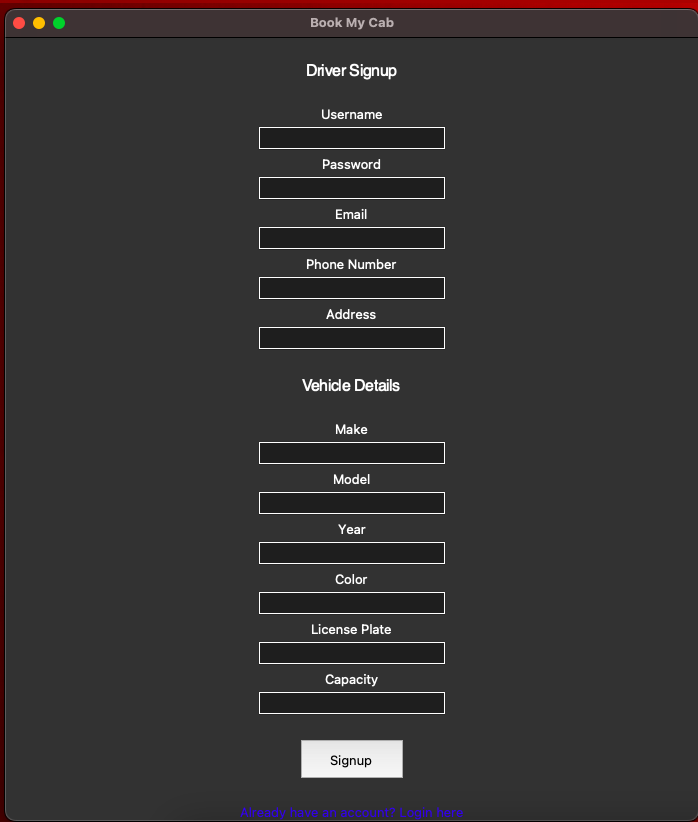 Book My Cab
Driver Signup
Username
Password
Email
Phone Number
Address
Vehicle Details
Make
Model
Year
Color
License Plate
Capacity
Signup
Already have an account? Login here